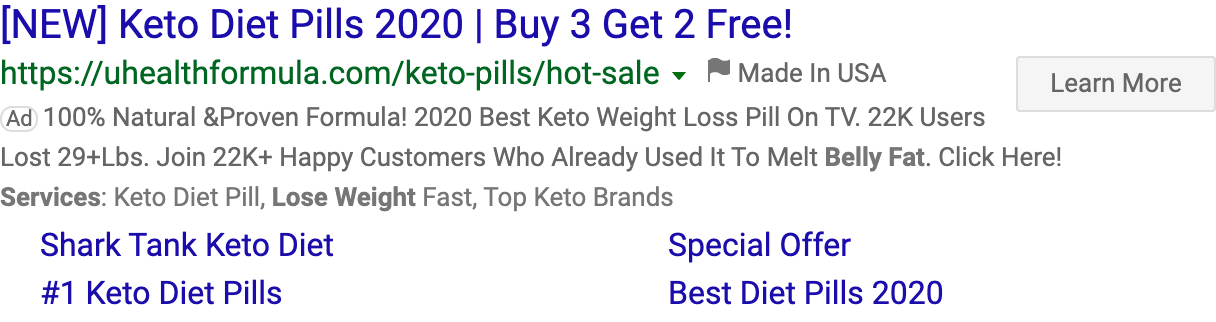 [NEW] Keto Diet Pills 2020 | Buy 3 Get 2 Free!
https://uhealthformula.com/keto-pills/hot-sale Made In USA
Learn More
Ad 100% Natural &Proven Formula! 2020 Best Keto Weight Loss Pill On TV. 22K Users
Lost 29+Lbs. Join 22K+ Happy Customers Who Already Used It To Melt Belly Fat. Click Here!
Services: Keto Diet Pill, Lose Weight Fast, Top Keto Brands
Shark Tank Keto Diet
Special Offer
#1 Keto Diet Pills
Best Diet Pills 2020